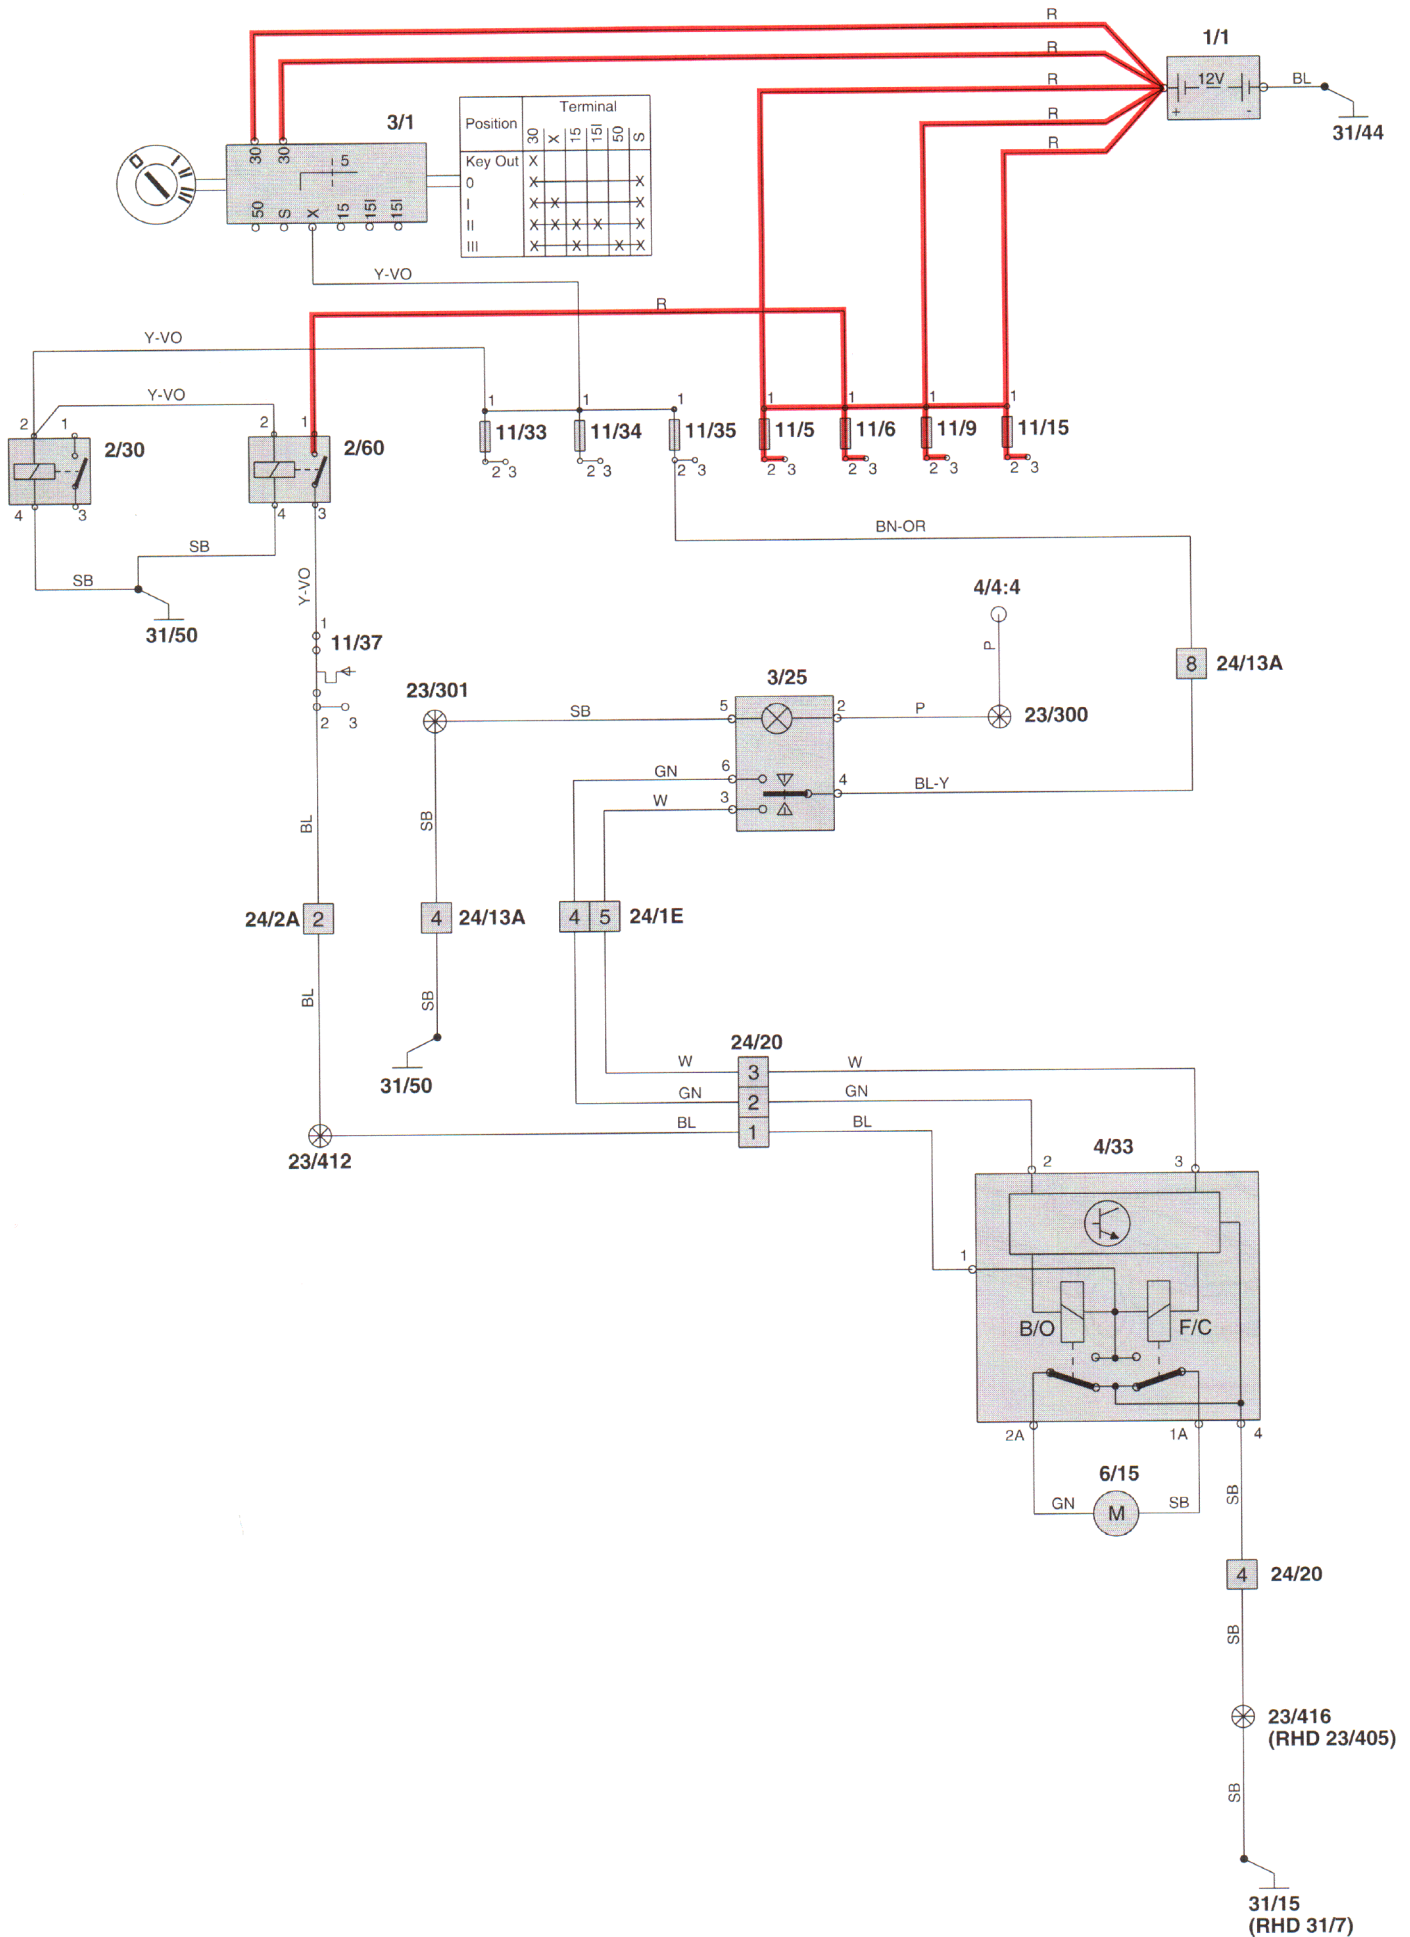 R
1/1
R
R
12V
BL
+
-
R
31/44
R
3/1
Terminal
Position
30
X
15
15I
50
S
Key Out
X
0
X
X
I
X
X
X
II
X
X
X
X
X
III
X
X
X
X
0
I
II
III
30
30
5
50
S
X
15
15I
15I
Y-VO
R
Y-VO
Y-VO
2
1
2/30
4
3
2
1
2/60
4
3
1
11/33
2 3
1
11/34
2 3
1
11/35
2 3
1
11/5
2 3
1
11/6
2 3
1
11/9
2 3
1
11/15
2 3
SB
SB
31/50
Y-VO
BN-OR
1
11/37
2 3
4/4:4
P
8
24/13A
3/25
23/301
SB
5
2
P
23/300
GN
6
W
3
4
BL-Y
BL
SB
24/2A
2
4
24/13A
4
5
24/1E
BL
SB
31/50
24/20
W
3
W
GN
2
GN
BL
1
BL
23/412
4/33
2
3
1
B/O
F/C
2A
1A
4
6/15
GN
M
SB
SB
4
24/20
SB
23/416
(RHD 23/405)
SB
31/15
(RHD 31/7)